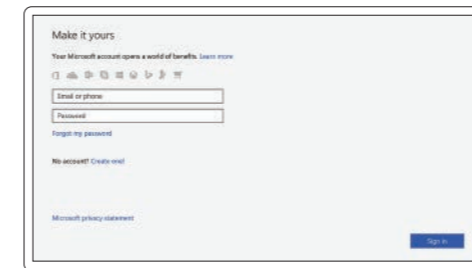 Make it yours
Your Microsoft account opens a world of benefits. Learn more
Email or phone
Password
Forgot my password
No account? Create one!
Microsoft privacy statement
Sign in